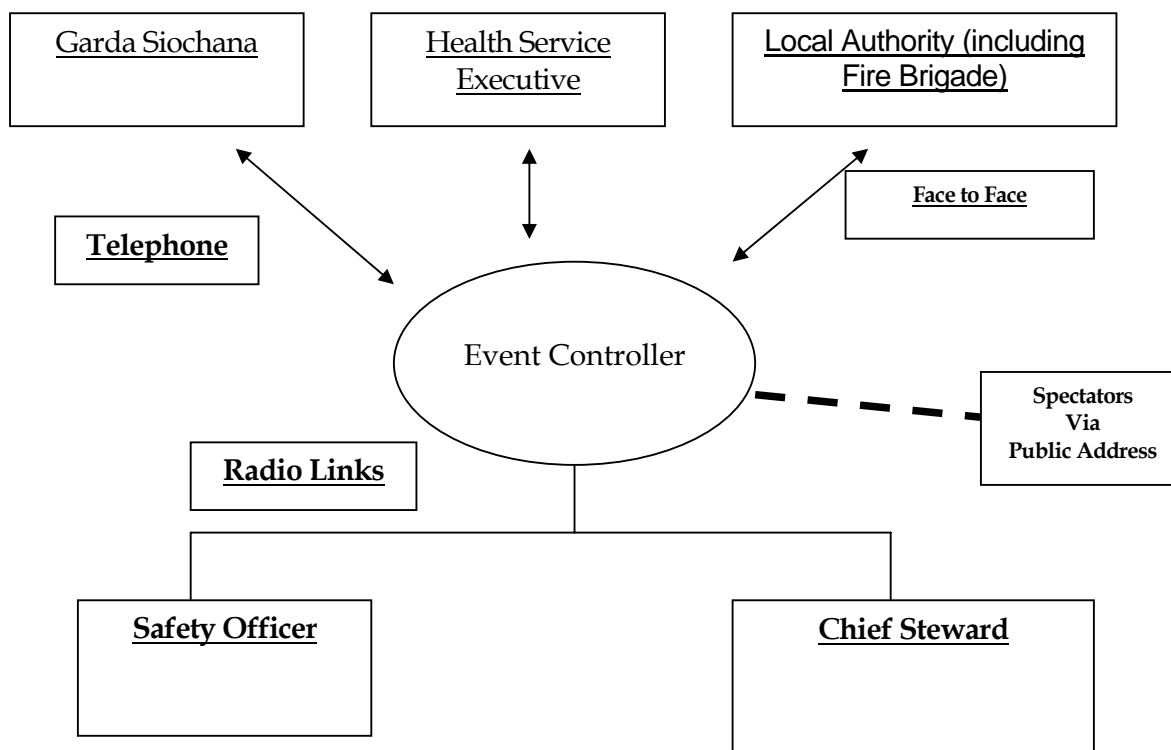 Garda Siochana
Health Service
Executive
Local Authority (including
Fire Brigade)
Face to Face
Telephone
Event Controller
Spectators
Via
Public Address
Radio Links
Safety Officer
Chief Steward